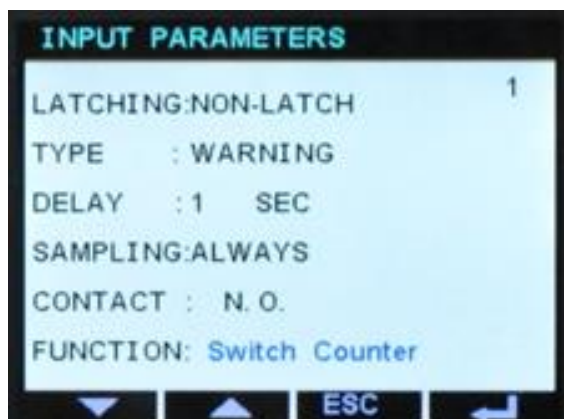 INPUT PARAMETERS
1
LATCHING:NON-LATCH
TYPE : WARNING
DELAY :1 SEC
SAMPLING:ALWAYS
CONTACT : N.O.
FUNCTION: Switch Counter
ESC